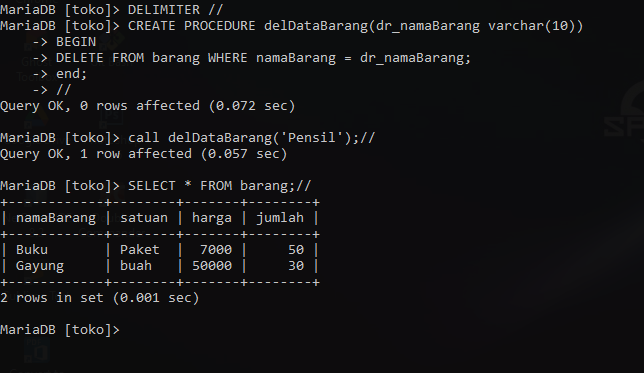 MariaDB [toko]> DELIMITER //
MariaDB [toko]> CREATE PROCEDURE delDataBarang(dr_namaBarang varchar(10))
    -> BEGIN
    -> DELETE FROM barang WHERE namaBarang = dr_namaBarang;
    -> end;
    -> //
Query OK, 0 rows affected (0.072 sec)

MariaDB [toko]> call delDataBarang('Pensil');//
Query OK, 1 row affected (0.057 sec)

MariaDB [toko]> SELECT * FROM barang;//
+------------+--------+-------+--------+
| namaBarang | satuan | harga | jumlah |
+------------+--------+-------+--------+
| Buku       | Paket  |  7000 |     50 |
| Gayung     | buah   | 50000 |     30 |
+------------+--------+-------+--------+
2 rows in set (0.001 sec)

MariaDB [toko]>